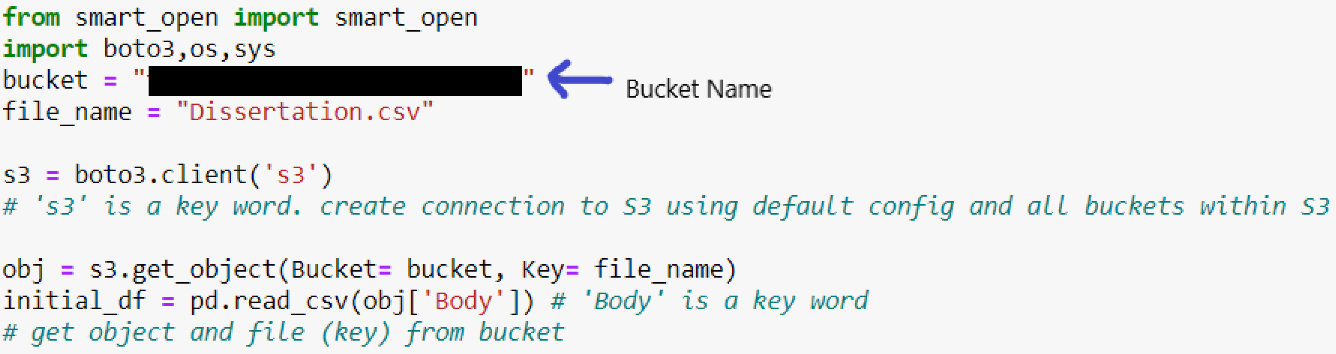 from smart_open import smart_open
import boto3,os,sys
bucket = "" Bucket Name
file_name = "Dissertation.csv"
s3 = boto3.client('s3')
# 's3' is a key word. create connection to S3 using default config and all buckets within S3
obj = s3.get_object(Bucket= bucket, Key= file_name)
initial_df = pd.read_csv(obj['Body']) # 'Body' is a key word
# get object and file (key) from bucket